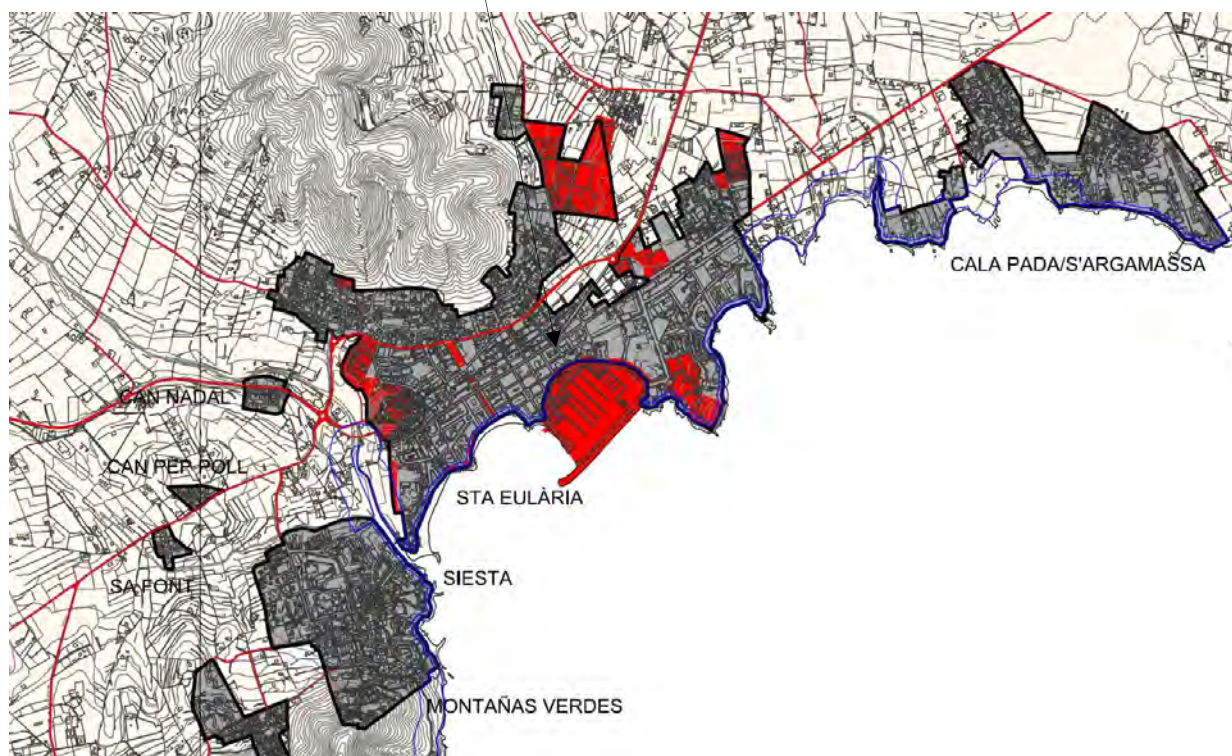 CALA PADA/S'ARGAMASSA
CAN NADAL
CAN PEP POLL
STA EULÀRIA
SIESTA
SA FONT
MONTAÑAS VERDES